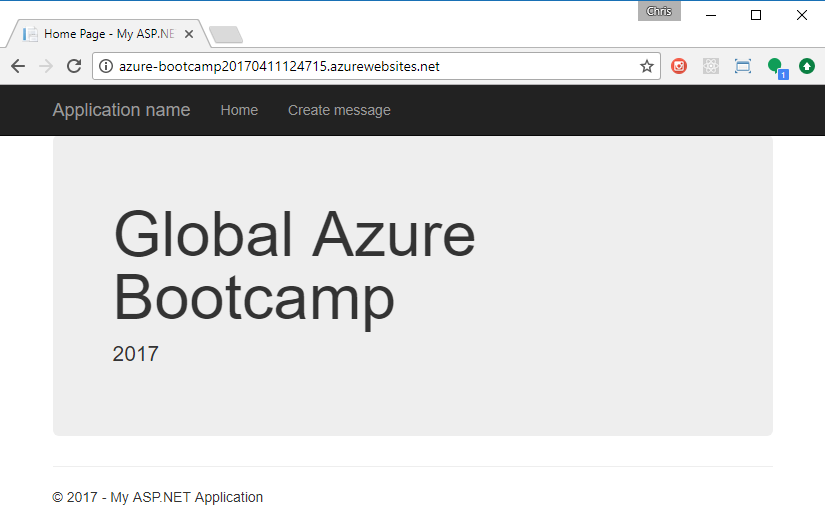 Chris
Home Page - My ASP.NE
azure-bootcamp20170411124715.azurewebsites.net
1
Application name Home Create message
Global Azure
Bootcamp
2017
© 2017 - My ASP.NET Application